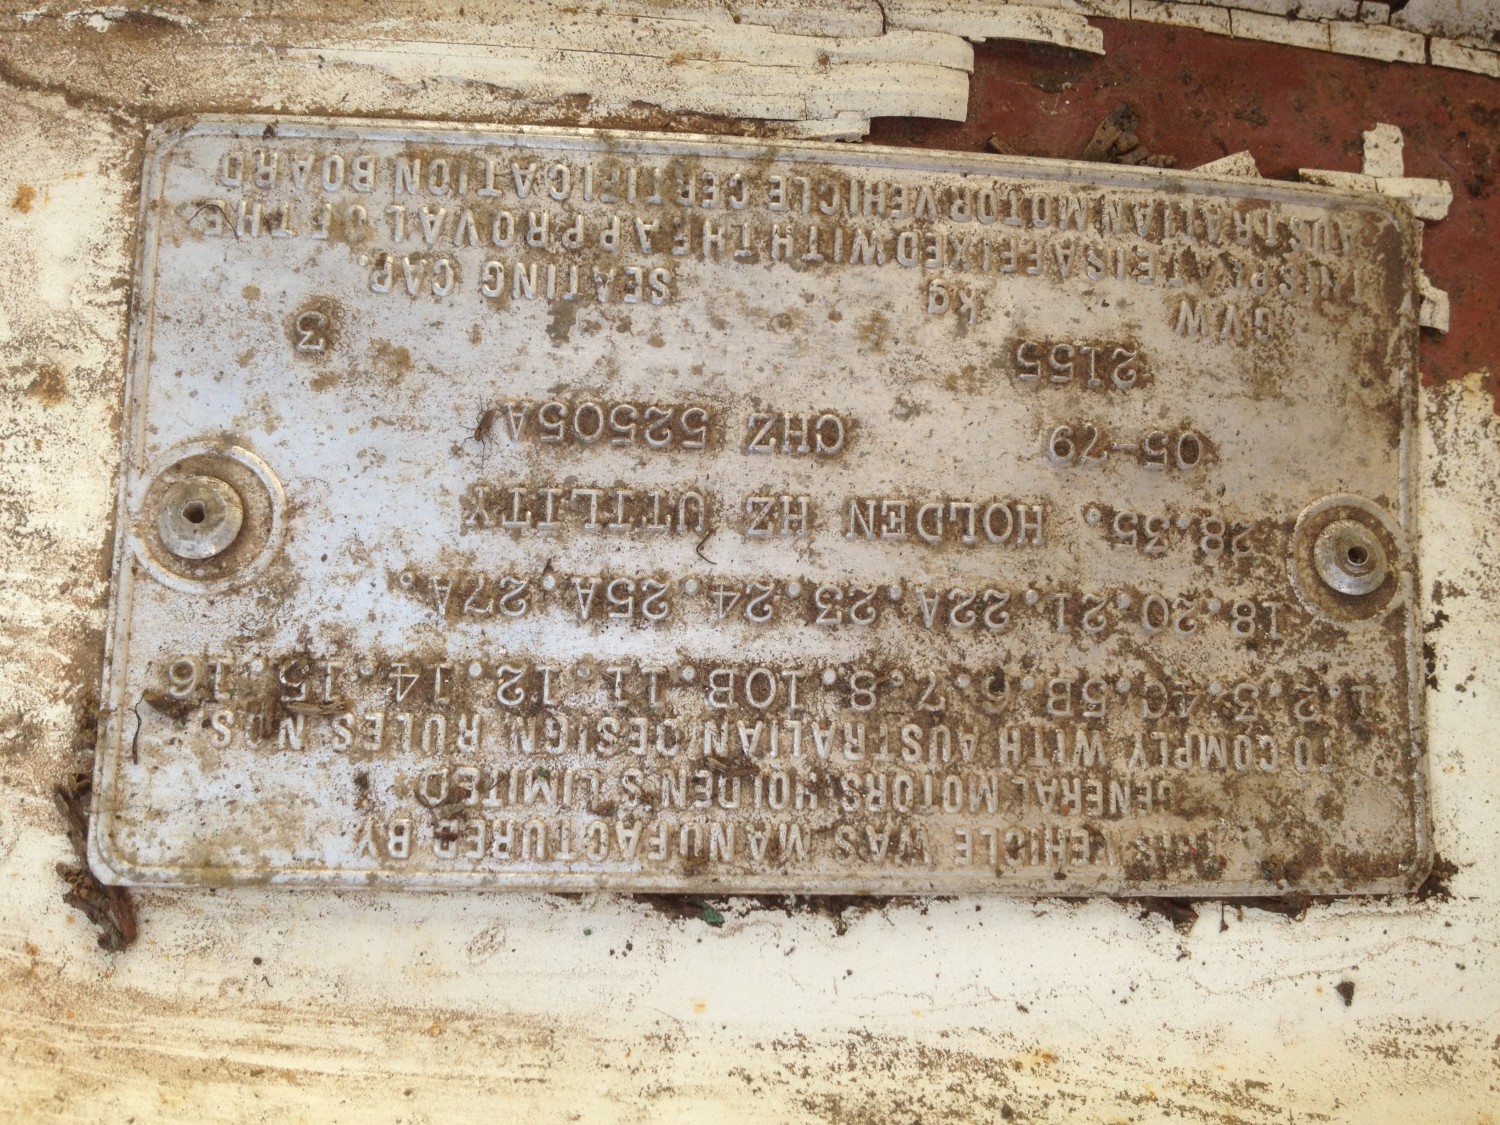 THIS VEHICLE WAS MANUFACTURED BY
GENERAL MOTORS HOLDEN'S LIMITED
TO COMPLY WITH AUSTRALIAN DESIGN RULES NOS
1.2.3.4C.5B.6.7.8.10B.11.12.14.15.16
18.20.21.22A.23.24.25A.27A.
28.35. HOLDEN HZ UTILITY
05-79 CHZ 52505A
2155 3
GVW kg SEATING CAP.
THIS PLATE IS AFFIXED WITH THE APPROVAL OF THE
AUSTRALIAN MOTOR VEHICLE CERTIFICATION BOARD